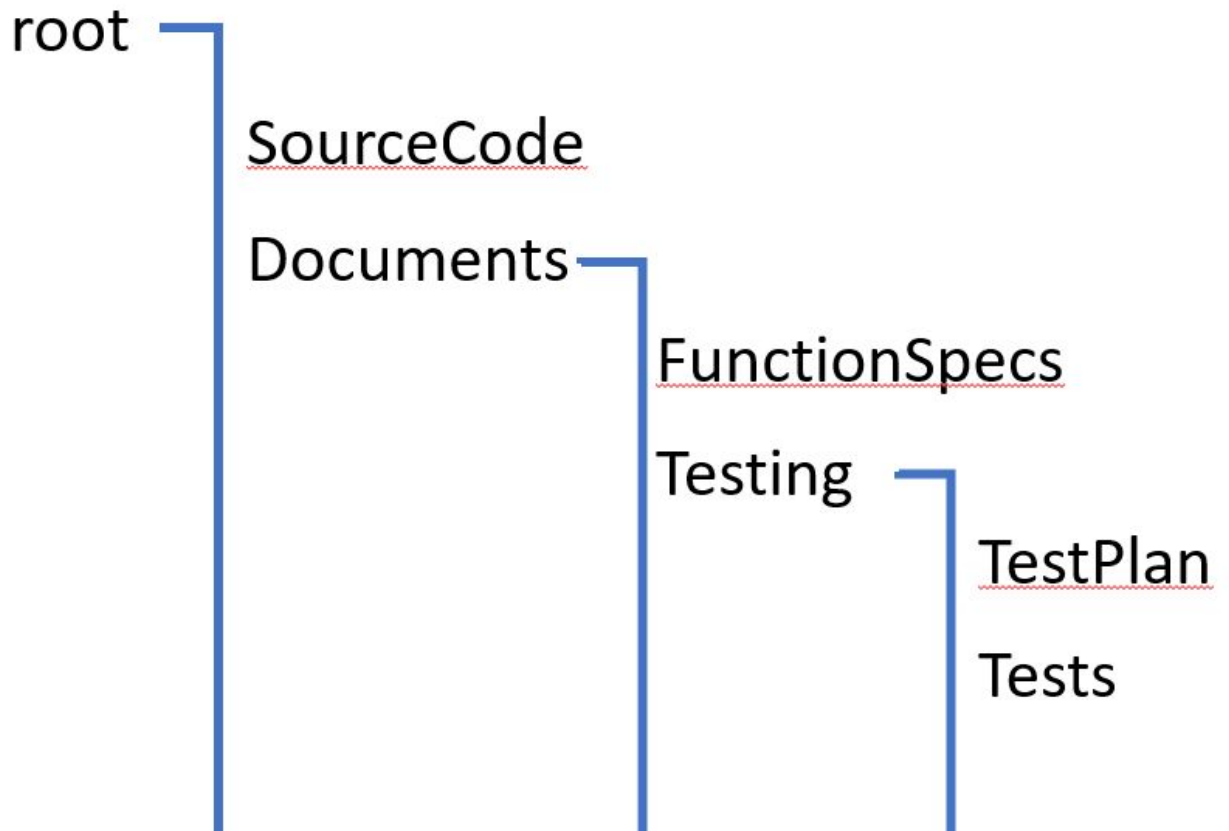 root
SourceCode
Documents
FunctionSpecs
Testing
TestPlan
Tests